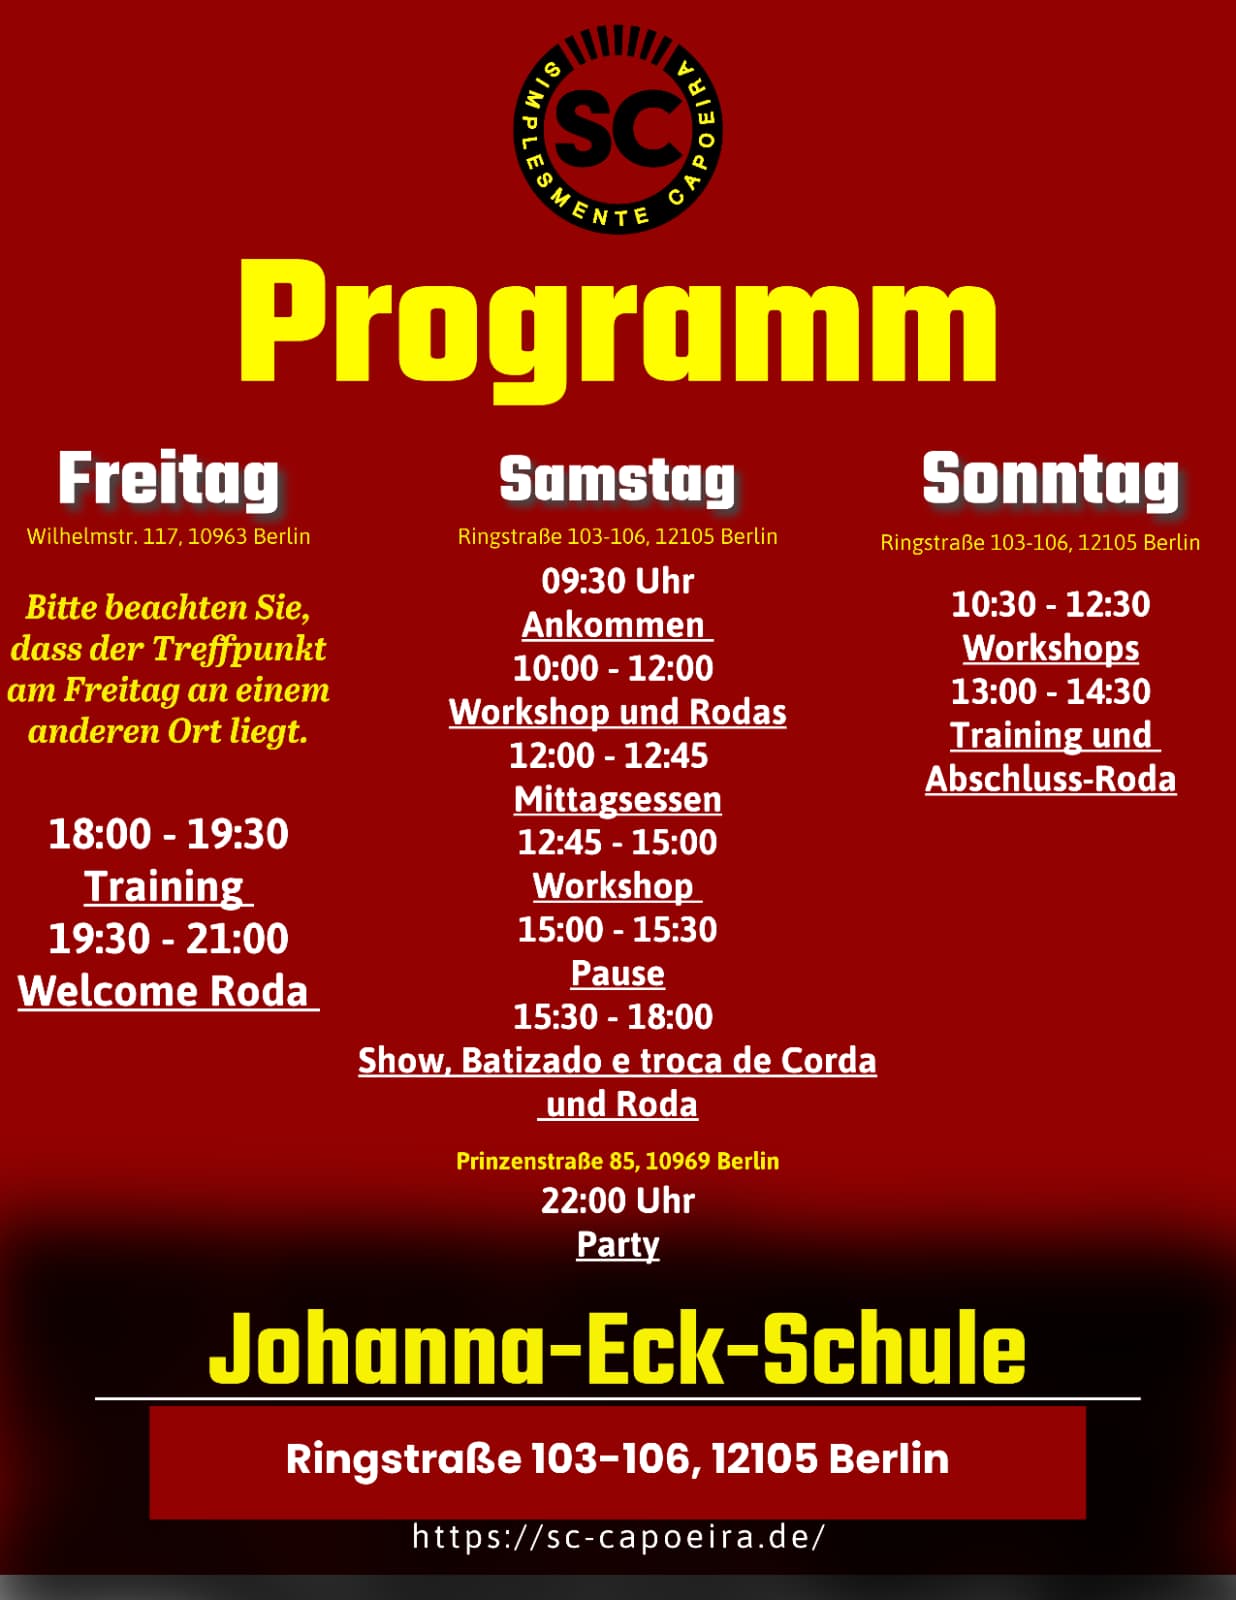 SIMPLESMENTE CAPOEIRA
SC
Programm
Freitag
Wilhelmstr. 117, 10963 Berlin
Bitte beachten Sie,
dass der Treffpunkt
am Freitag an einem
anderen Ort liegt.
18:00 - 19:30
Training
19:30 - 21:00
Welcome Roda
Samstag
Ringstraße 103-106, 12105 Berlin
09:30 Uhr
Ankommen
10:00 - 12:00
Workshop und Rodas
12:00 - 12:45
Mittagsessen
12:45 - 15:00
Workshop
15:00 - 15:30
Pause
15:30 - 18:00
Show, Batizado e troca de Corda
und Roda
Prinzenstraße 85, 10969 Berlin
22:00 Uhr
Party
Sonntag
Ringstraße 103-106, 12105 Berlin
10:30 - 12:30
Workshops
13:00 - 14:30
Training und
Abschluss-Roda
Johanna-Eck-Schule
Ringstraße 103-106, 12105 Berlin
https://sc-capoeira.de/